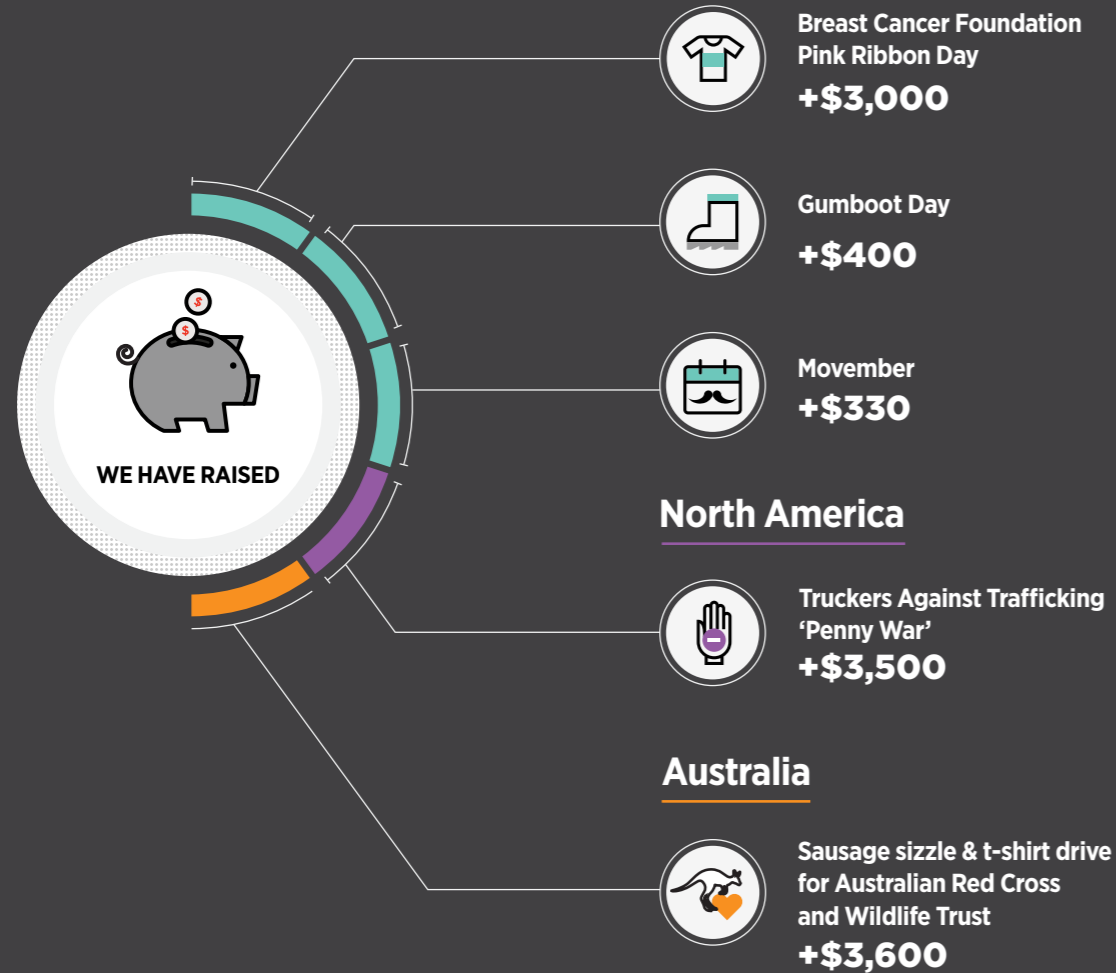 Breast Cancer Foundation
Pink Ribbon Day
+$3,000
Gumboot Day
+$400
$
$
WE HAVE RAISED
Movember
+$330
North America
Truckers Against Trafficking
‘Penny War’
+$3,500
Australia
Sausage sizzle & t-shirt drive
for Australian Red Cross
and Wildlife Trust
+$3,600